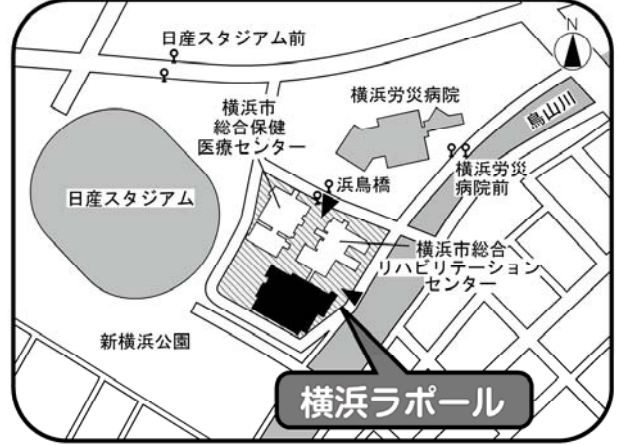 日産スタジアム前
N
横浜市
総合保健
医療センター
横浜労災病院
鳥山川
日産スタジアム
浜鳥橋
横浜労災
病院前
横浜市総合
リハビリテーション
センター
新横浜公園
横浜ラポール